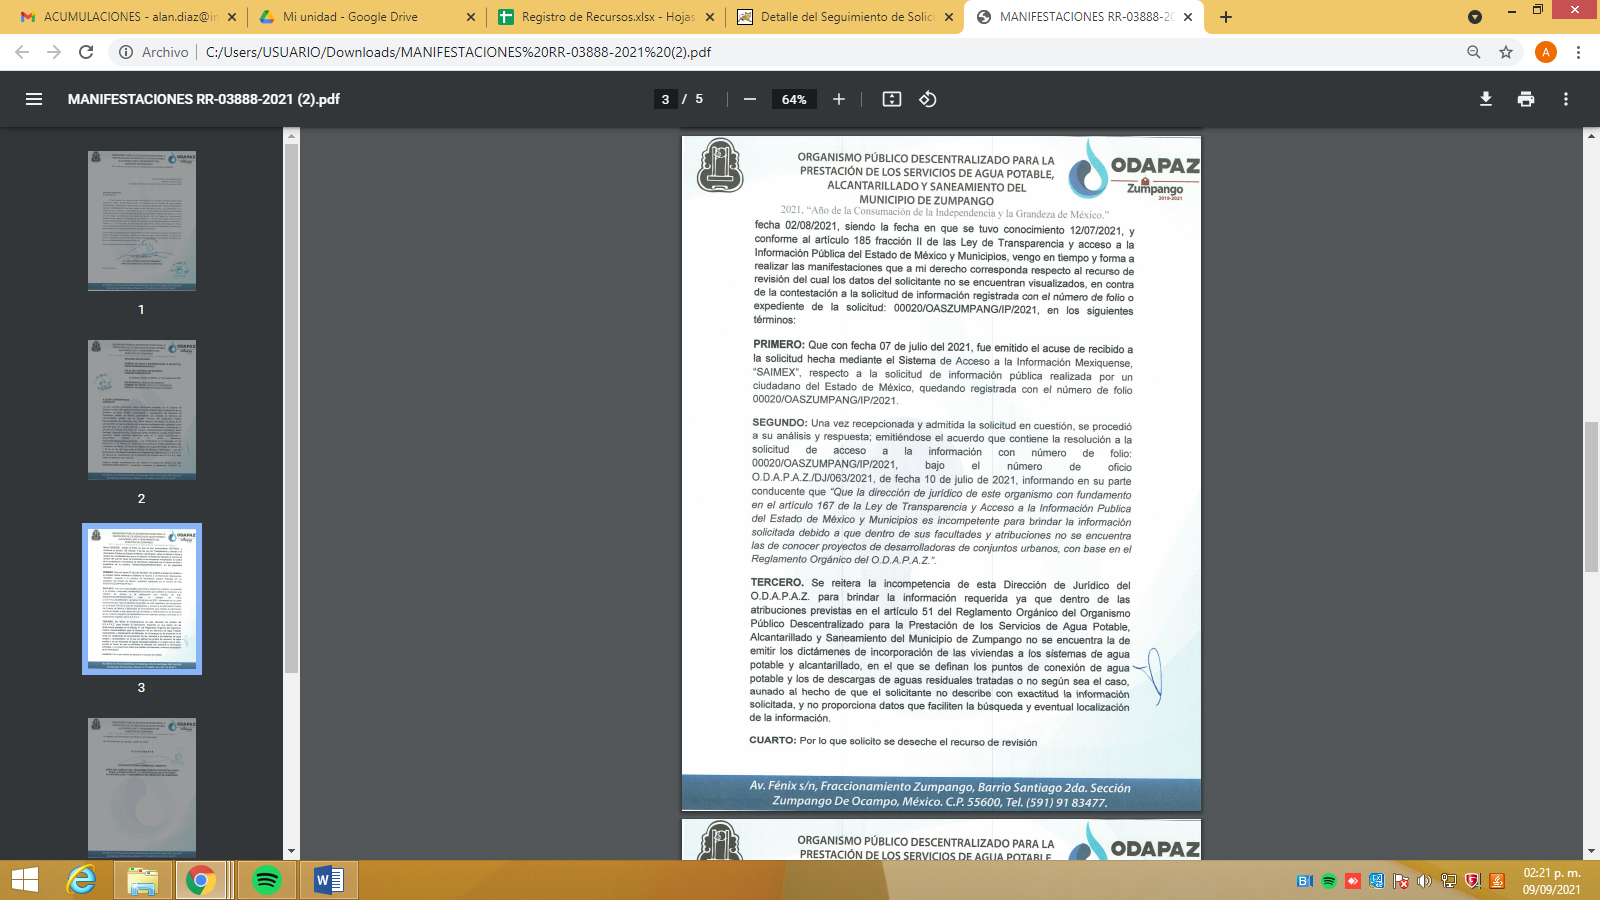 ACUMULACIONES - alan.diaz@in
Mi unidad - Google Drive
Registro de Recursos.xlsx - Hojas
Detalle del Seguimiento de Solici
MANIFESTACIONES RR-03888-20
Archivo
C:/Users/USUARIO/Downloads/MANIFESTACIONES%20RR-03888-2021%20(2).pdf
A
MANIFESTACIONES RR-03888-2021 (2).pdf
3 / 5
64%
1
2
3
ORGANISMO PÚBLICO DESCENTRALIZADO PARA LA
PRESTACIÓN DE LOS SERVICIOS DE AGUA POTABLE,
ALCANTARILLADO Y SANEAMIENTO DEL
MUNICIPIO DE ZUMPANGO
ODAPAZ
Zumpango
2019-2021
2021. “Año de la Consumación de la Independencia y la Grandeza de México.”
fecha 02/08/2021, siendo la fecha en que se tuvo conocimiento 12/07/2021, y
conforme al artículo 185 fracción II de las Ley de Transparencia y acceso a la
Información Pública del Estado de México y Municipios, vengo en tiempo y forma a
realizar las manifestaciones que a mi derecho corresponda respecto al recurso de
revisión del cual los datos del solicitante no se encuentran visualizados, en contra
de la contestación a la solicitud de información registrada con el número de folio o
expediente de la solicitud: 00020/OASZUMPANG/IP/2021, en los siguientes
términos:
PRIMERO: Que con fecha 07 de julio del 2021, fue emitido el acuse de recibido a
la solicitud hecha mediante el Sistema de Acceso a la Información Mexiquense,
“SAIMEX”, respecto a la solicitud de información pública realizada por un
ciudadano del Estado de México, quedando registrada con el número de folio
00020/OASZUMPANG/IP/2021.
SEGUNDO: Una vez recepcionada y admitida la solicitud en cuestión, se procedió
a su análisis y respuesta; emitiéndose el acuerdo que contiene la resolución a la
solicitud de acceso a la información con número de folio:
00020/OASZUMPANG/IP/2021, bajo el número de oficio
O.D.A.P.A.Z./DJ/063/2021, de fecha 10 de julio de 2021, informando en su parte
conducente que “Que la dirección de jurídico de este organismo con fundamento
en el artículo 167 de la Ley de Transparencia y Acceso a la Información Publica
del Estado de México y Municipios es incompetente para brindar la información
solicitada debido a que dentro de sus facultades y atribuciones no se encuentra
las de conocer proyectos de desarrolladoras de conjuntos urbanos, con base en el
Reglamento Orgánico del O.D.A.P.A.Z.”.
TERCERO. Se reitera la incompetencia de esta Dirección de Jurídico del
O.D.A.P.A.Z. para brindar la información requerida ya que dentro de las
atribuciones previstas en el artículo 51 del Reglamento Orgánico del Organismo
Público Descentralizado para la Prestación de los Servicios de Agua Potable,
Alcantarillado y Saneamiento del Municipio de Zumpango no se encuentra la de
emitir los dictámenes de incorporación de las viviendas a los sistemas de agua
potable y alcantarillado, en el que se definan los puntos de conexión de agua
potable y los de descargas de aguas residuales tratadas o no según sea el caso,
aunado al hecho de que el solicitante no describe con exactitud la información
solicitada, y no proporciona datos que faciliten la búsqueda y eventual localización
de la información.
CUARTO: Por lo que solicito se deseche el recurso de revisión
Av. Fénix s/n, Fraccionamiento Zumpango, Barrio Santiago 2da. Sección
Zumpango De Ocampo, México. C.P. 55600, Tel. (591) 91 83477.
ORGANISMO PÚBLICO DESCENTRALIZADO PARA LA
PRESTACIÓN DE LOS SERVICIOS DE AGUA POTABLE
ODAPAZ
02:21 p. m.
09/09/2021